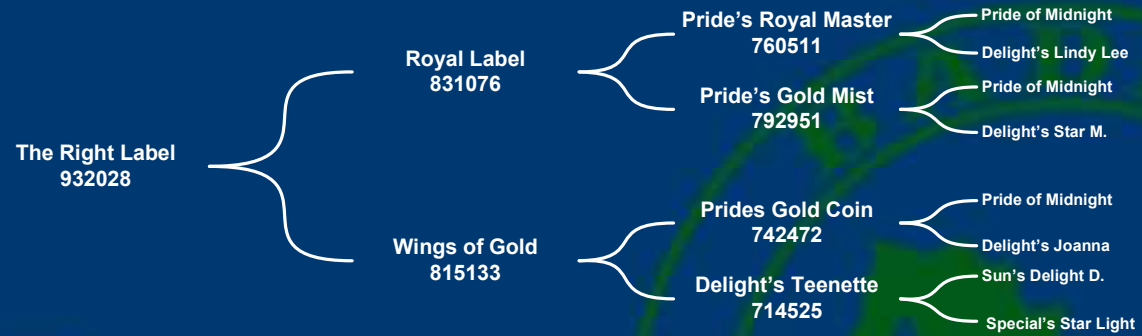 The Right Label
932028
Royal Label
831076
Wings of Gold
815133
Pride's Royal Master
760511
Pride's Gold Mist
792951
Prides Gold Coin
742472
Delight's Teenette
714525
Pride of Midnight
Delight's Lindy Lee
Pride of Midnight
Delight's Star M.
Pride of Midnight
Delight's Joanna
Sun's Delight D.
Special's Star Light